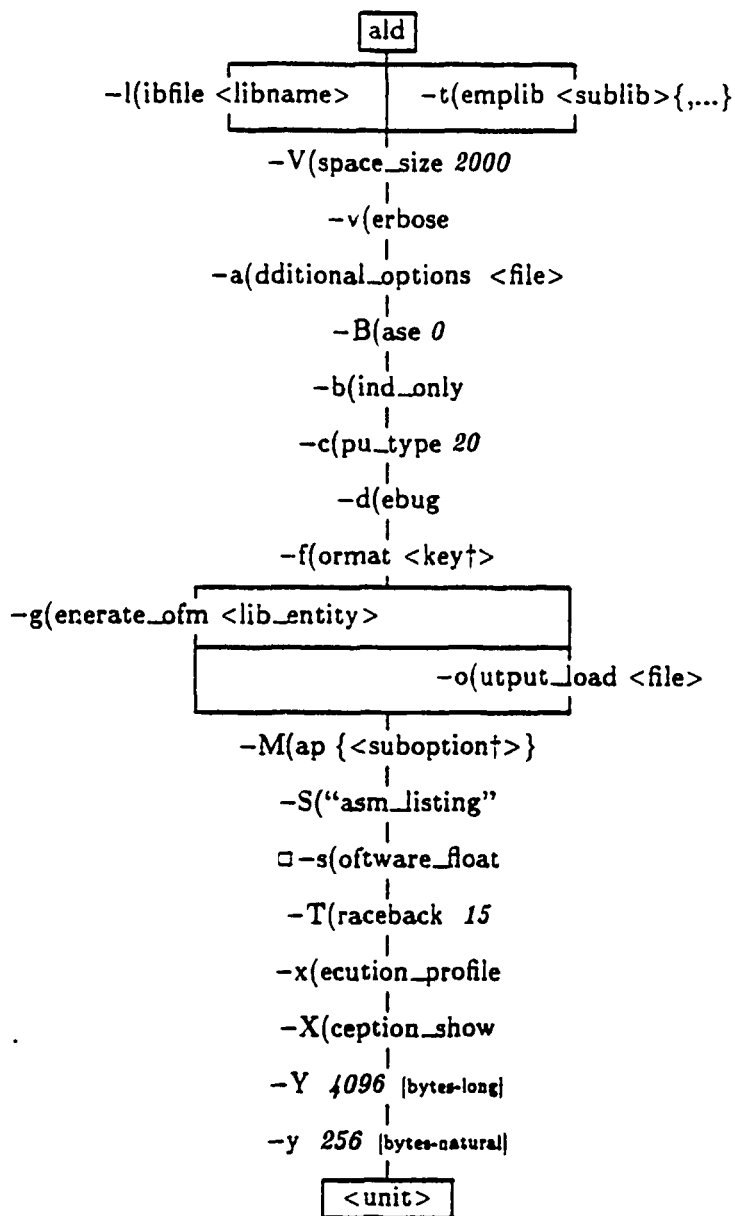 ald
-l(ibfile <libname> -t(emplib <sublib>{,...}
-V(space_size 2000
-v(erbose
-a(dditional_options <file>
-B(ase 0
-b(ind_only
-c(pu_type 20
-d(ebug
-f(ormat <key†>
-g(enerate_ofm <lib_entity>
-o(utput_load <file>
-M(ap {<suboption†>}
-S(“asm_listing”
□-s(oftware_float
-T(raceback 15
-x(ecution_profile
-X(ception_show
-Y 4096 [bytes-long]
-y 256 [bytes-natural]
<unit>